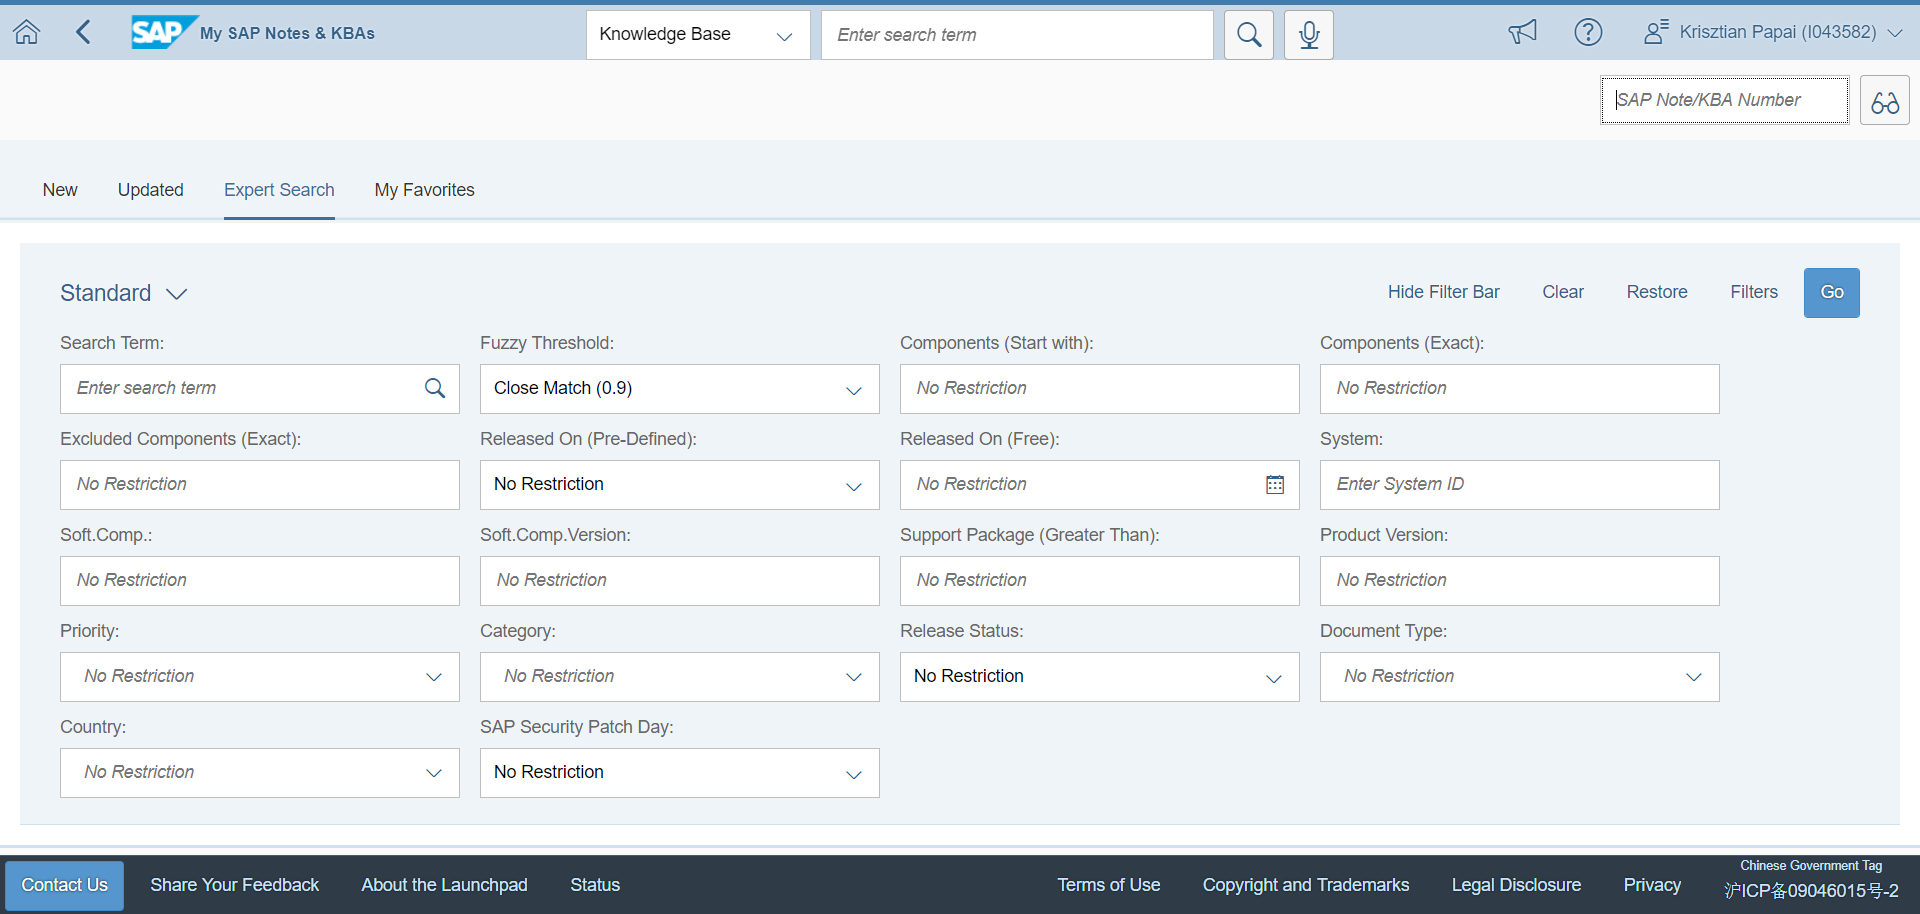 SAP My SAP Notes & KBAs Knowledge Base Enter search term Krisztian Papai (I043582)
SAP Note/KBA Number
New Updated Expert Search My Favorites
Standard Hide Filter Bar Clear Restore Filters Go
Search Term: Fuzzy Threshold: Components (Start with): Components (Exact):
Enter search term Close Match (0.9) No Restriction No Restriction
Excluded Components (Exact): Released On (Pre-Defined): Released On (Free): System:
No Restriction No Restriction No Restriction Enter System ID
Soft.Comp.: Soft.Comp.Version: Support Package (Greater Than): Product Version:
No Restriction No Restriction No Restriction No Restriction
Priority: Category: Release Status: Document Type:
No Restriction No Restriction No Restriction No Restriction
Country: SAP Security Patch Day:
No Restriction No Restriction
Contact Us Share Your Feedback About the Launchpad Status Terms of Use Copyright and Trademarks Legal Disclosure Privacy
Chinese Government Tag
沪ICP备09046015号-2